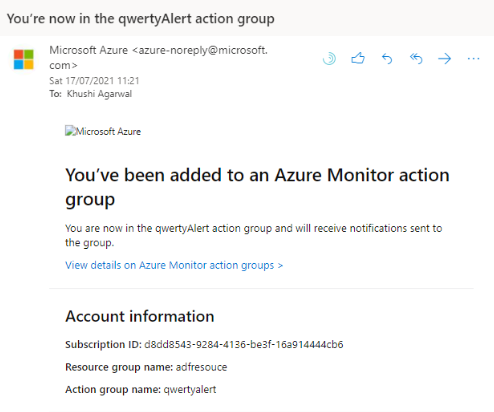 You're now in the qwertyAlert action group
Microsoft Azure <azure-noreply@microsoft.
com>
Sat 17/07/2021 11:21
To: Khushi Agarwal
Microsoft Azure
You've been added to an Azure Monitor action
group
You are now in the qwertyAlert action group and will receive notifications sent to
the group.
View details on Azure Monitor action groups >
Account information
Subscription ID: d8dd8543-9284-4136-be3f-16a914444cb6
Resource group name: adfresouce
Action group name: qwertyalert